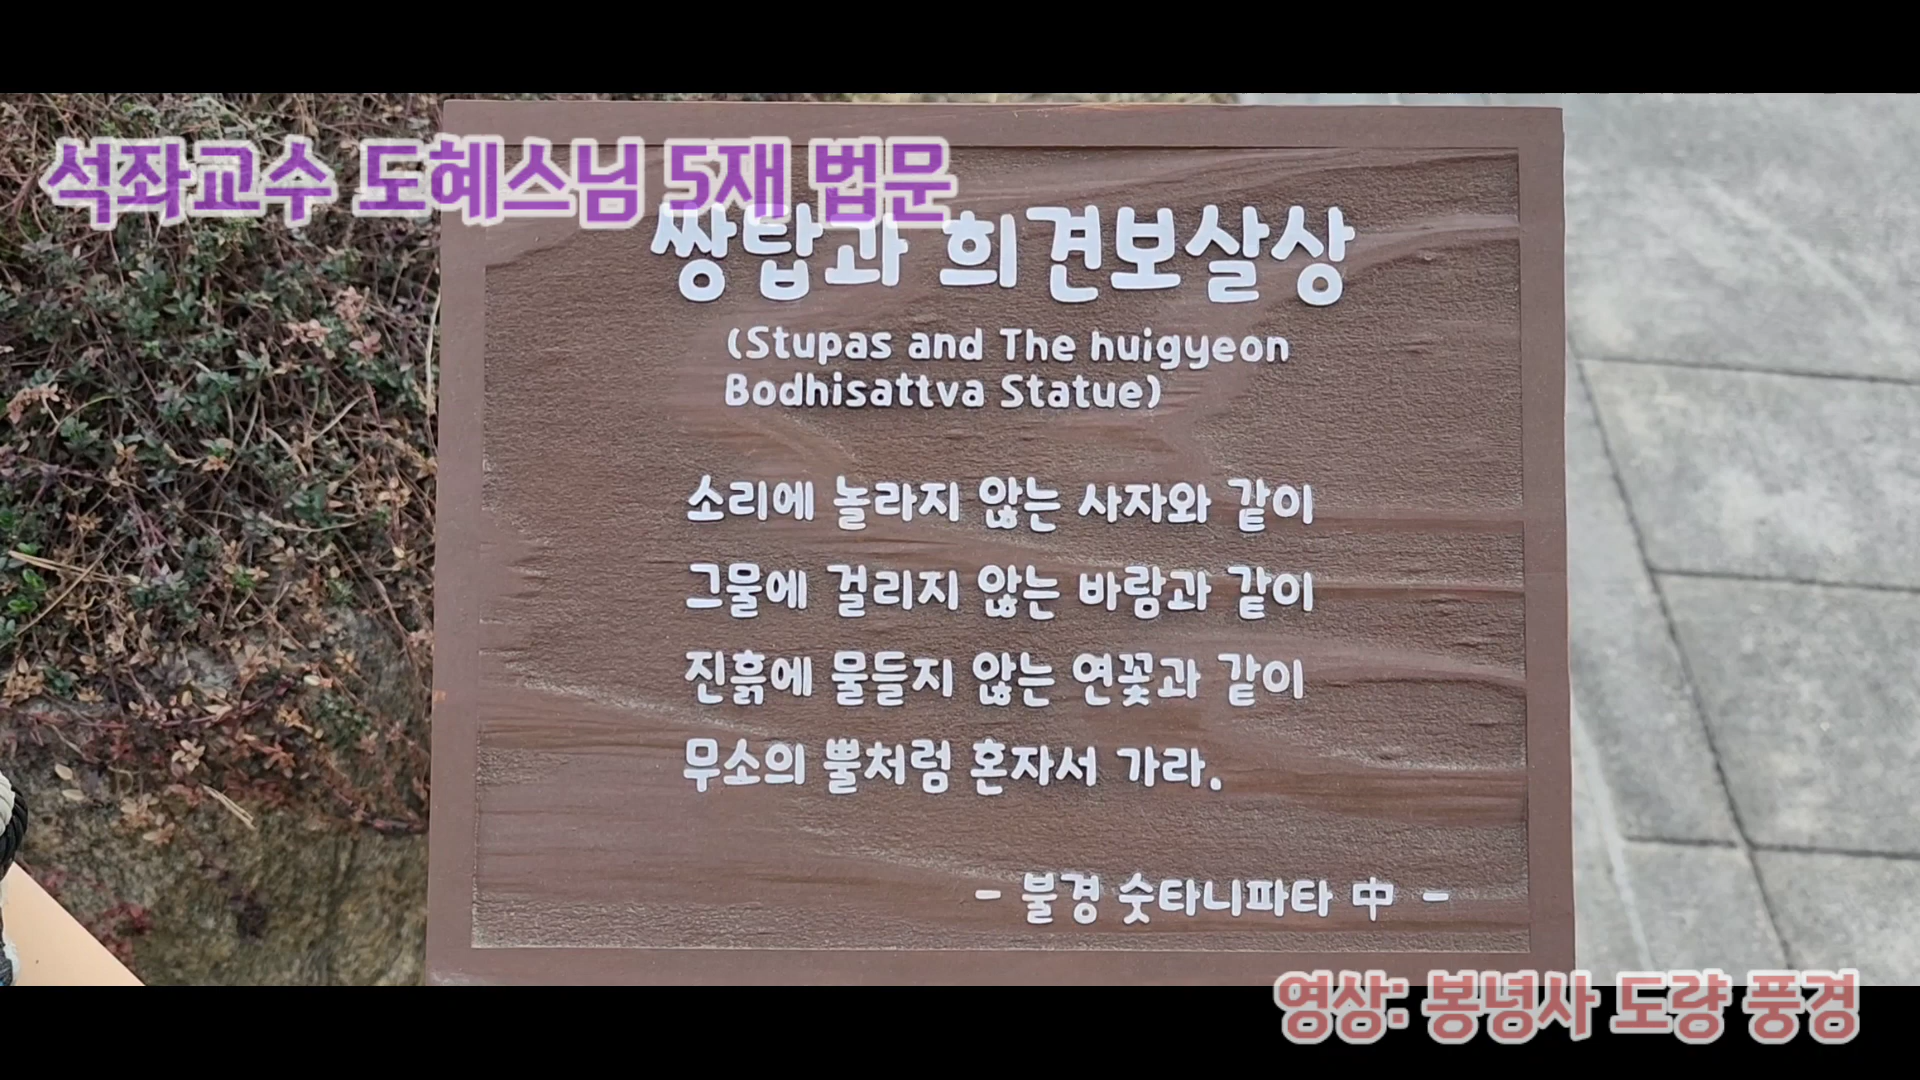 석좌교수 도혜스님 5재 법문
쌍탑과 희견보살상
(Stupas and The huigyeon
Bodhisattva Statue)
소리에 놀라지 않는 사자와 같이
그물에 걸리지 않는 바람과 같이
진흙에 물들지 않는 연꽃과 같이
무소의 뿔처럼 혼자서 가라.
- 불경 숫타니파타 中 -
영상: 봉녕사 도량 풍경